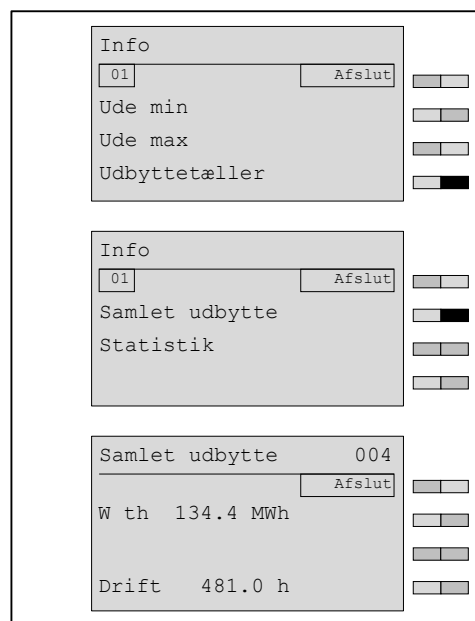 Info
01 Afslut
Ude min
Ude max
Udbyttetæller
Info
01 Afslut
Samlet udbytte
Statistik
Samlet udbytte 004
Afslut
W th 134.4 MWh
Drift 481.0 h